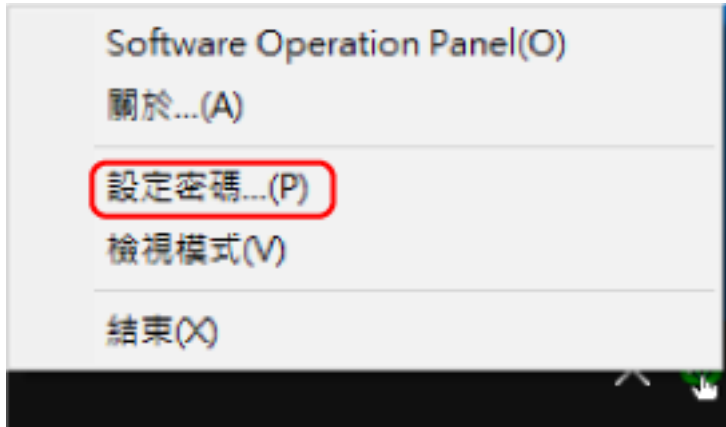 Software Operation Panel(O)
關於...(A)
設定密碼...(P)
檢視模式(V)
結束(X)